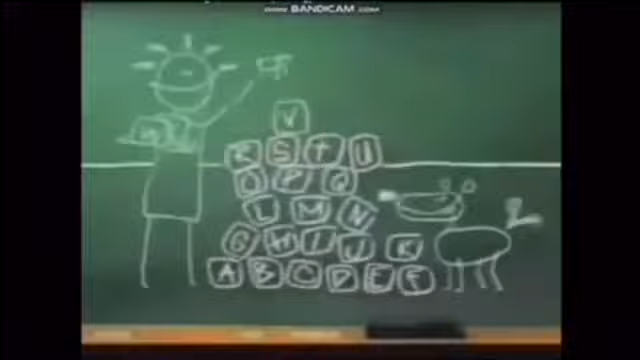 www.BANDICAM.com
V
R S T U
O P Q
L M N
G H I J K
A B C D E F